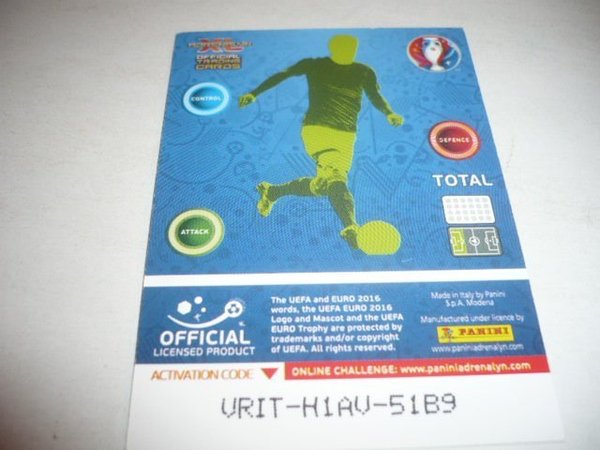 ADRENALYN
XL
OFFICIAL
TRADING
CARDS
CONTROL
DEFENCE
TOTAL
ATTACK
OFFICIAL
LICENSED PRODUCT
The UEFA and EURO 2016
words, the UEFA EURO 2016
Logo and Mascot and the UEFA
EURO Trophy are protected by
trademarks and/or copyright
of UEFA. All rights reserved.
Made in Italy by Panini
S.p.A. Modena
Manufactured under licence by
PANINI
www.paniniadrenalyn.com
ACTIVATION CODE
ONLINE CHALLENGE: www.paniniadrenalyn.com
VRIT-H1AV-51B9